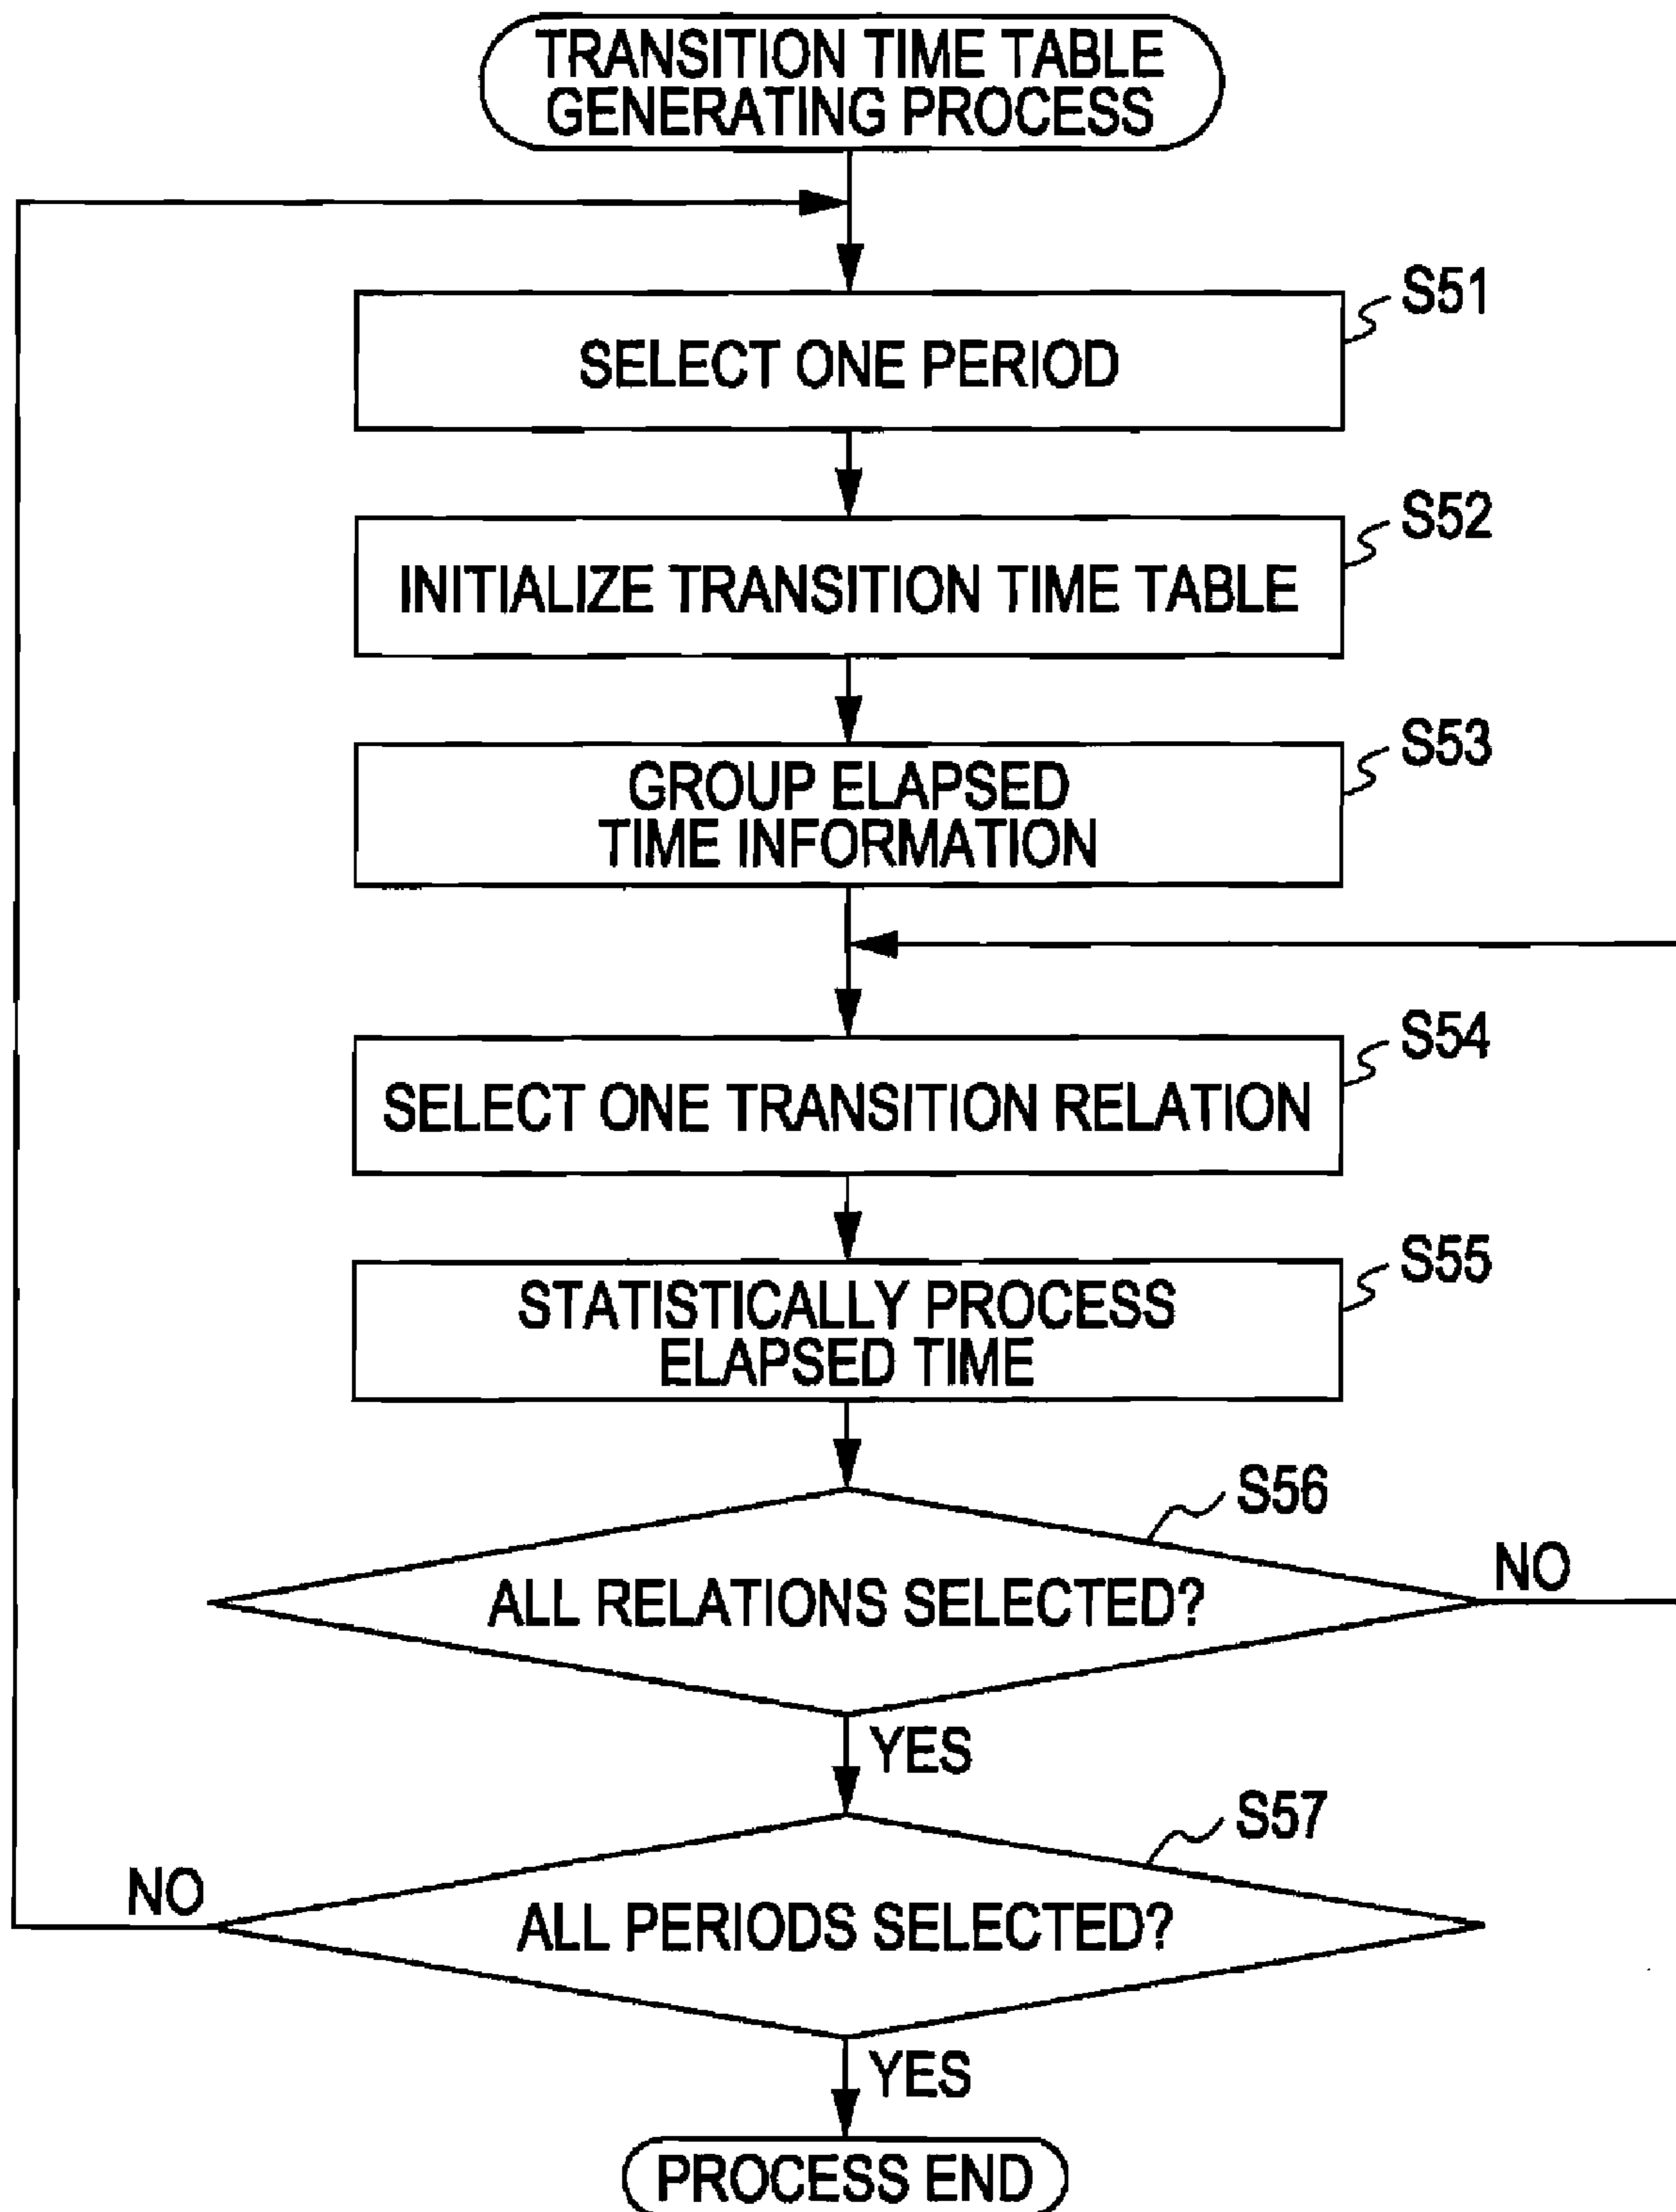 TRANSITION TIME TABLE
GENERATING PROCESS
S51
SELECT ONE PERIOD
S52
INITIALIZE TRANSITION TIME TABLE
S53
GROUP ELAPSED
TIME INFORMATION
S54
SELECT ONE TRANSITION RELATION
S55
STATISTICALLY PROCESS
ELAPSED TIME
S56
ALL RELATIONS SELECTED?
NO
YES
S57
ALL PERIODS SELECTED?
NO
YES
PROCESS END